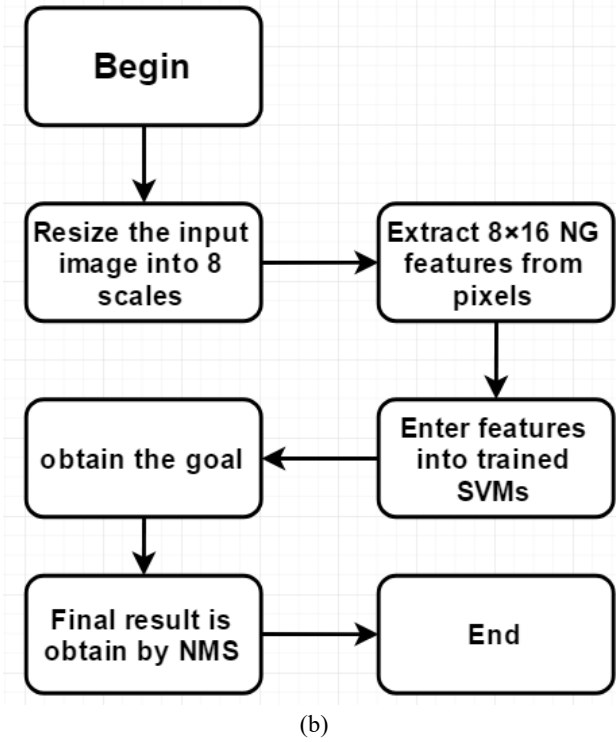 Begin
Resize the input
image into 8
scales
Extract 8×16 NG
features from
pixels
Enter features
into trained
SVMs
obtain the goal
Final result is
obtain by NMS
End
(b)